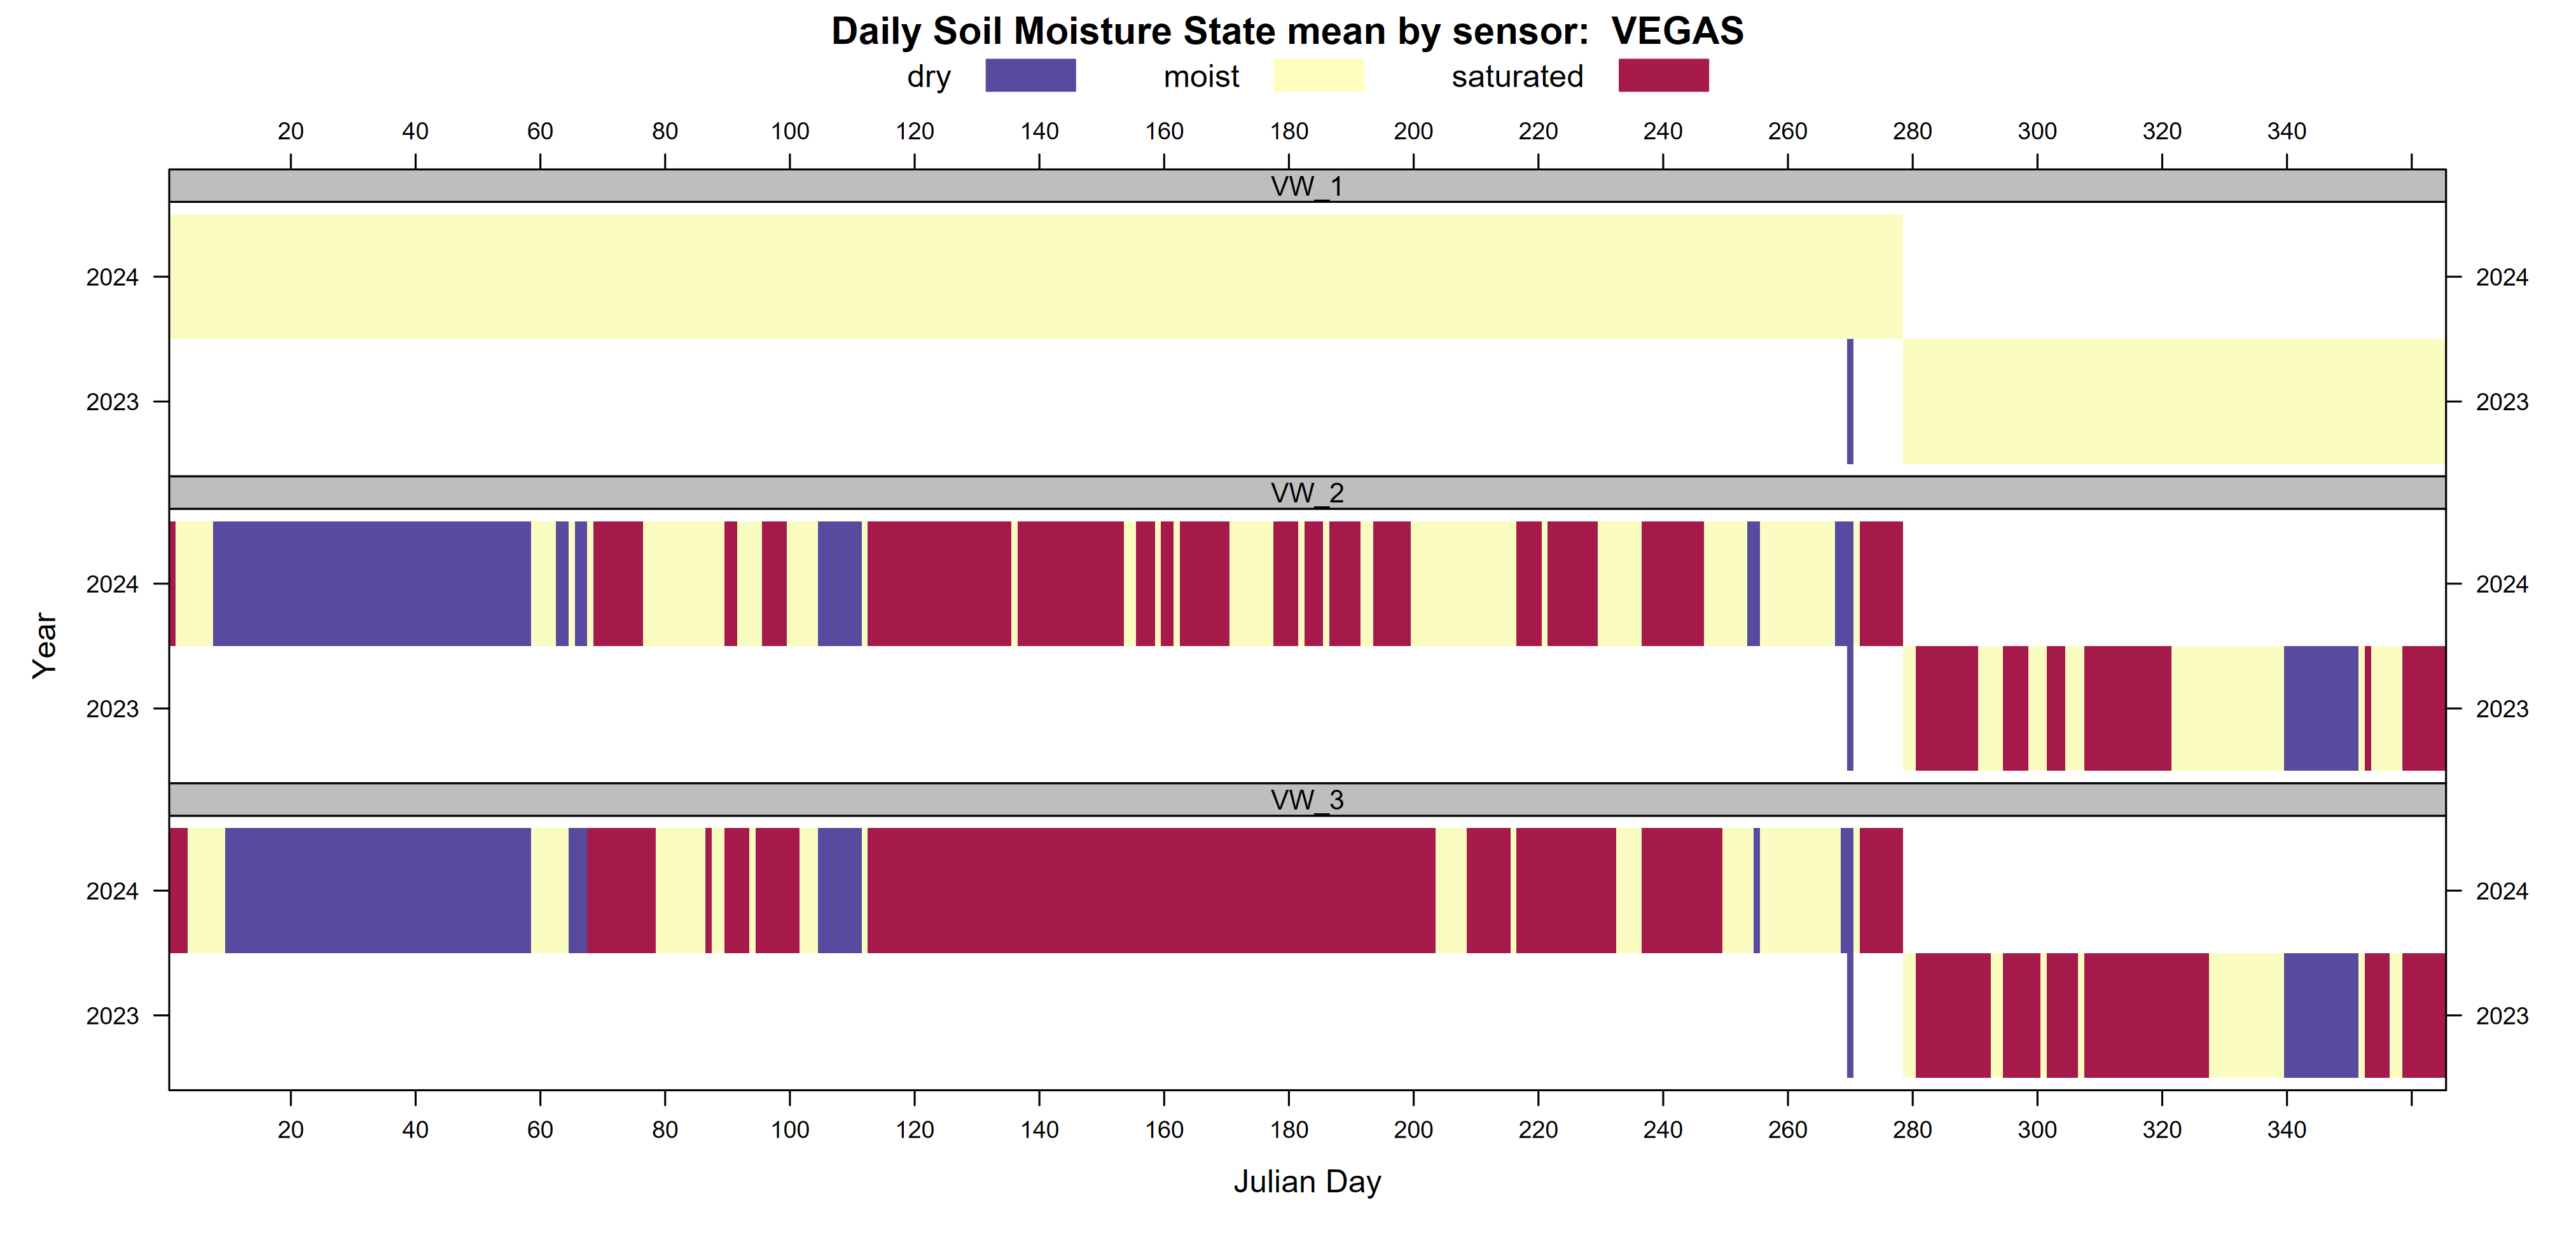 Daily Soil Moisture State mean by sensor: VEGAS
dry moist saturated
20 40 60 80 100 120 140 160 180 200 220 240 260 280 300 320 340
VW_1
2024 2024
2023 2023
VW_2
2024 2024
2023 2023
VW_3
2024 2024
2023 2023
Year
20 40 60 80 100 120 140 160 180 200 220 240 260 280 300 320 340
Julian Day